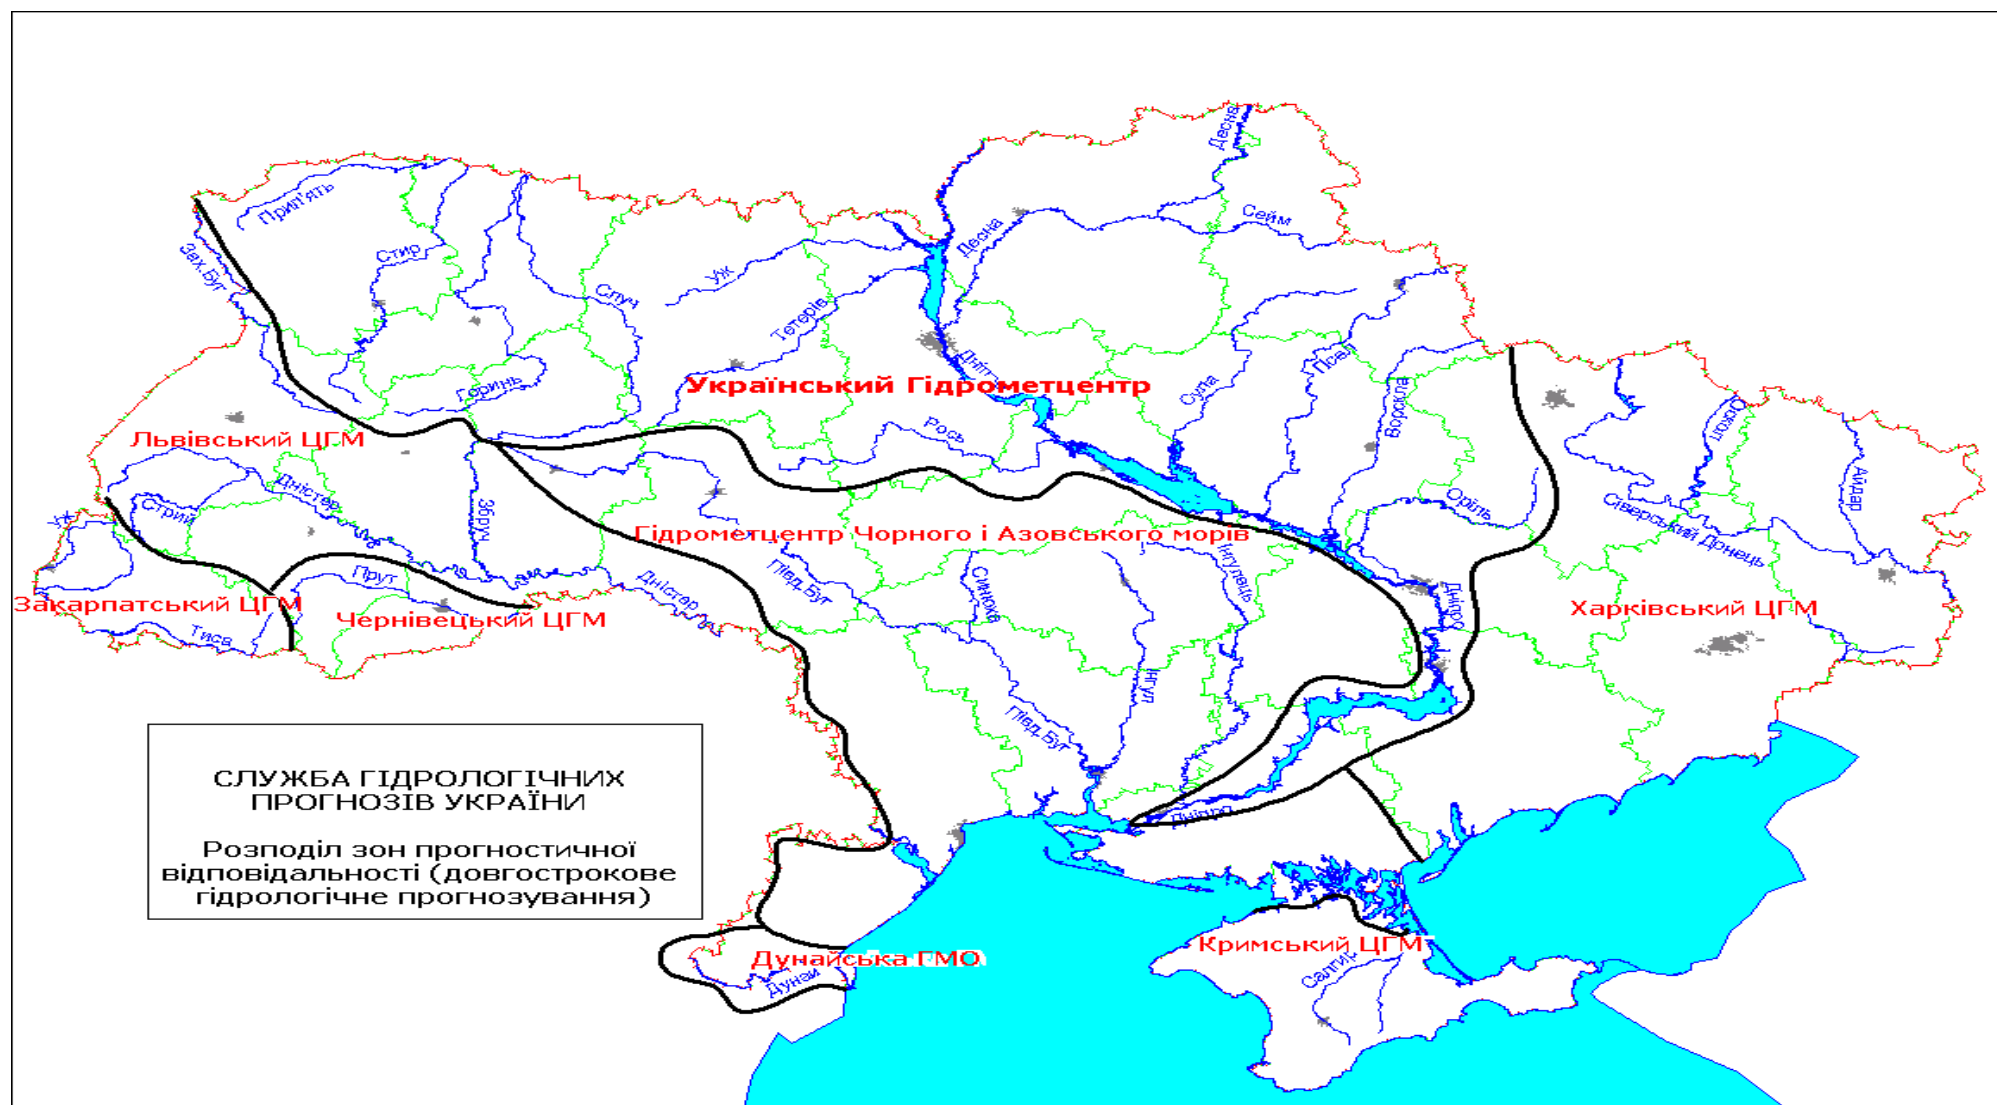 Десна
Прип'ять
Сейм
Десна
Стир
Зах.Буг
Уж
Случ
Тетерів
Псел
Дніпро
Український Гідрометцентр
Горинь
Сула
Ворскла
Оскол
Рось
Львівський ЦГМ
Айдар
Дністер
Стрий
Збруч
Оріль
Уж
Гідрометцентр Чорного і Азовського морів
Сіверський Донець
Прут
Півд.Буг
Синюха
Інгулець
Дністер
Дніпро
Закарпатський ЦГМ
Чернівецький ЦГМ
Харківський ЦГМ
Тиса
Інгул
Півд.Буг
СЛУЖБА ГІДРОЛОГІЧНИХ
ПРОГНОЗІВ УКРАЇНИ
Розподіл зон прогностичної
відповідальності (довгострокове
гідрологічне прогнозування)
Дніпро
Кримський ЦГМ
Дунайська ГМО
Дунай
Салгир